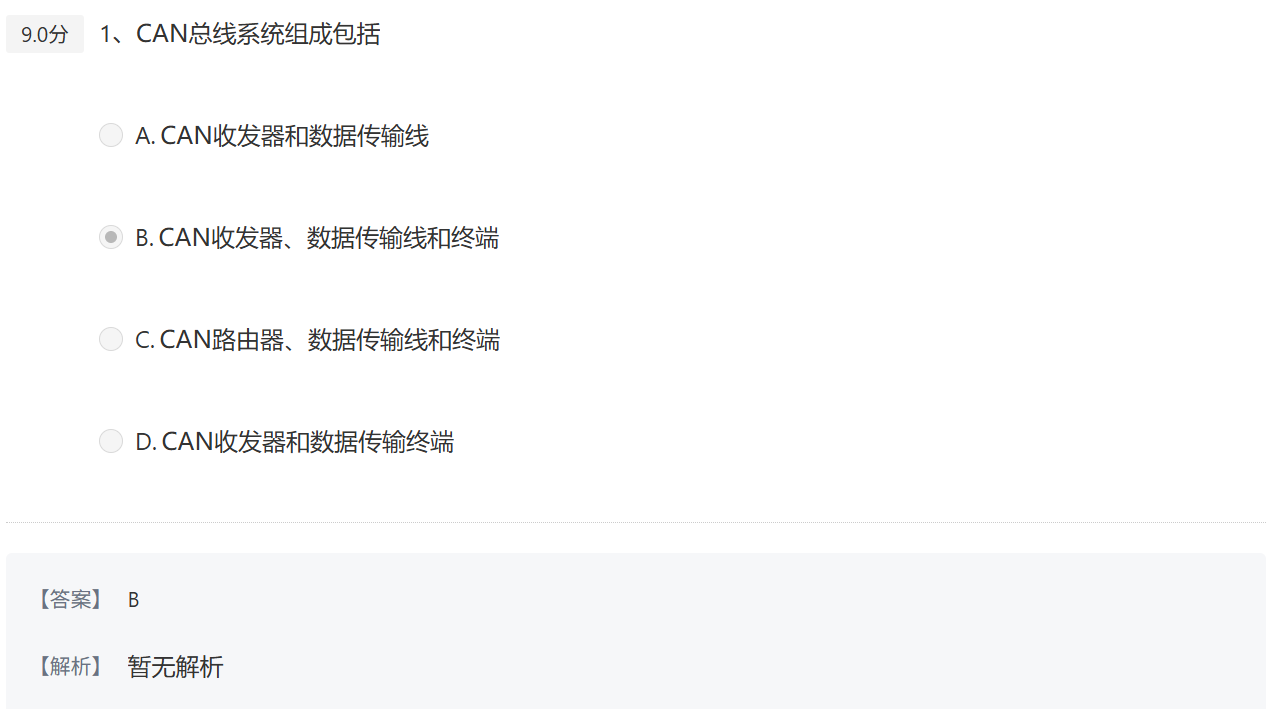 9.0分 1、CAN总线系统组成包括
A. CAN收发器和数据传输线
B. CAN收发器、数据传输线和终端
C. CAN路由器、数据传输线和终端
D. CAN收发器和数据传输终端
【答案】 B
【解析】 暂无解析